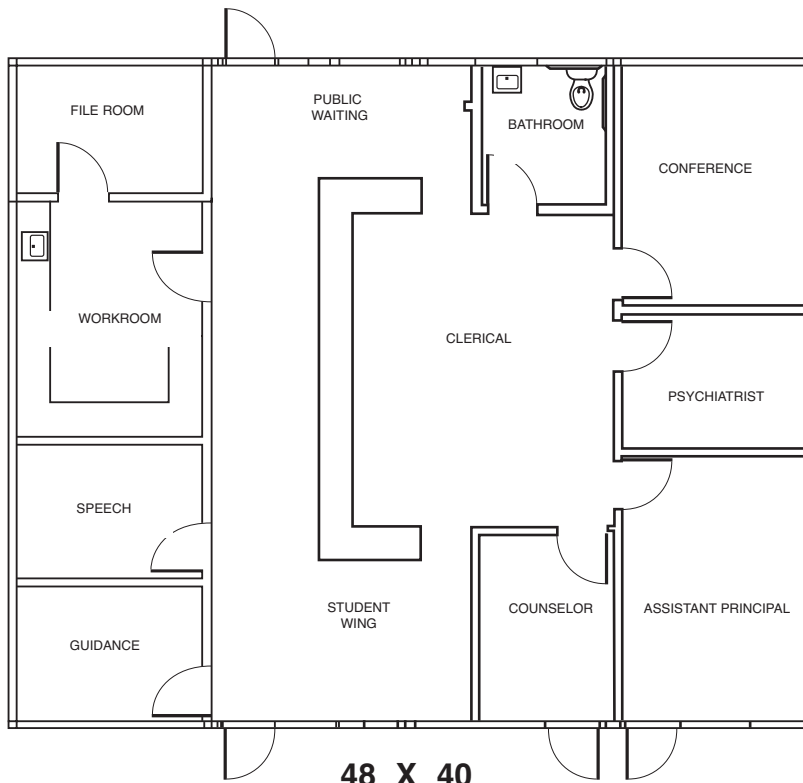 FILE ROOM
PUBLIC
WAITING
BATHROOM
CONFERENCE
WORKROOM
CLERICAL
PSYCHIATRIST
SPEECH
STUDENT
WING
COUNSELOR
ASSISTANT PRINCIPAL
GUIDANCE
48 X 40